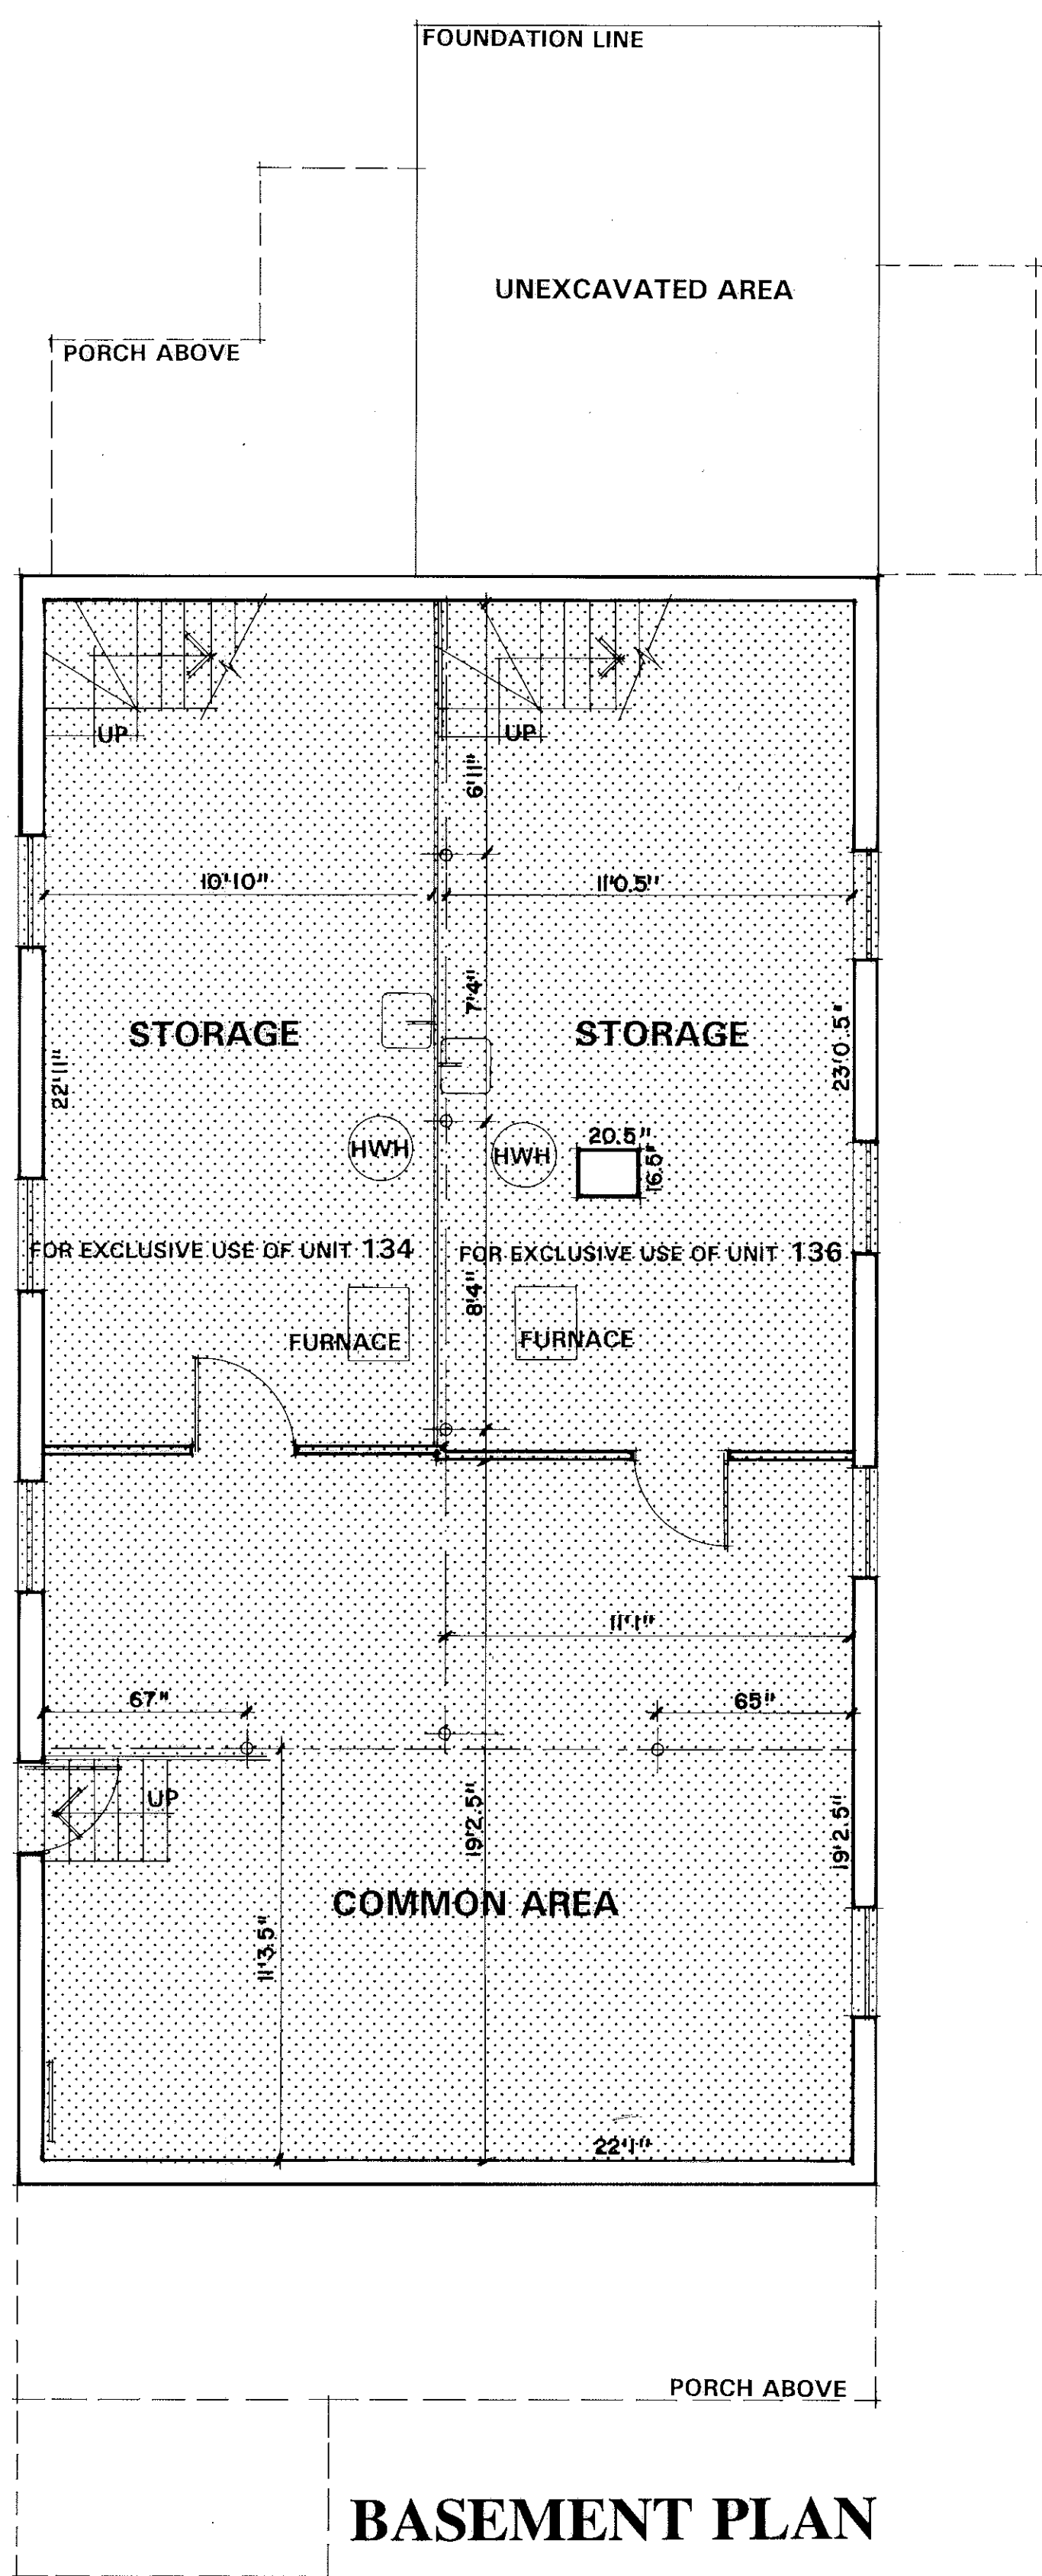 FOUNDATION LINE
UNEXCAVATED AREA
PORCH ABOVE
UP
UP
6'11"
10'10"
11'0.5"
7'4"
STORAGE
STORAGE
22'11"
23'0.5"
20.5"
16.5"
HWH
HWH
FOR EXCLUSIVE USE OF UNIT 134
FOR EXCLUSIVE USE OF UNIT 136
8'4"
FURNACE
FURNACE
11'1"
67"
65"
UP
19'2.5"
19'2.5"
COMMON AREA
11'3.5"
22'1"
PORCH ABOVE
BASEMENT PLAN